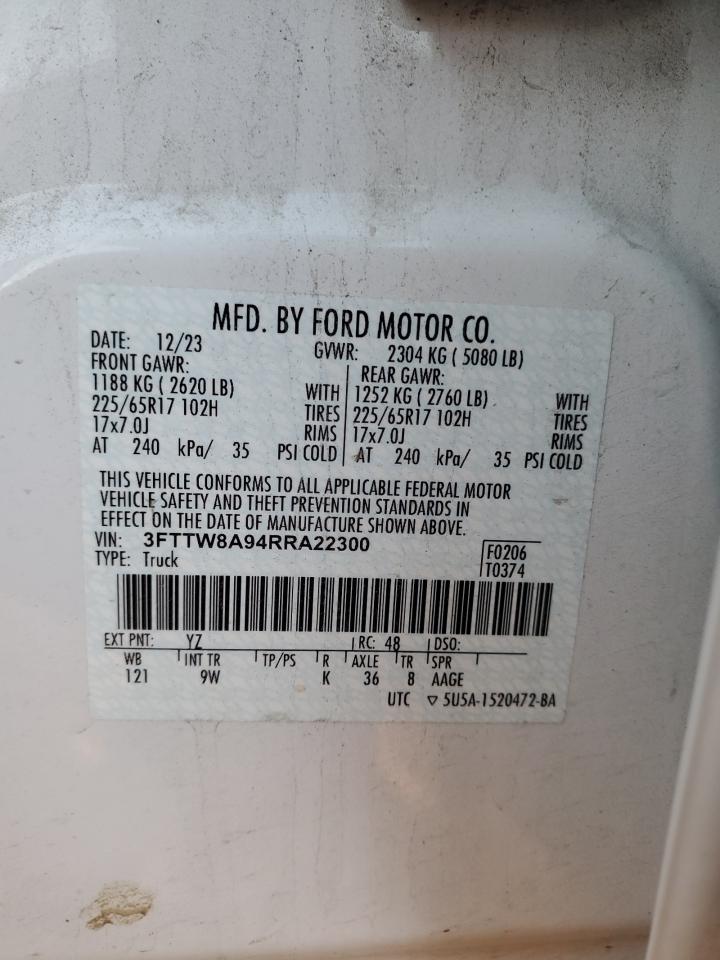 MFD. BY FORD MOTOR CO.
DATE: 12/23 GVWR: 2304 KG ( 5080 LB)
FRONT GAWR: REAR GAWR:
1188 KG ( 2620 LB) WITH 1252 KG ( 2760 LB) WITH
225/65R17 102H TIRES 225/65R17 102H TIRES
17x7.0J RIMS 17x7.0J RIMS
AT 240 kPa/ 35 PSI COLD AT 240 kPa/ 35 PSI COLD
THIS VEHICLE CONFORMS TO ALL APPLICABLE FEDERAL MOTOR
VEHICLE SAFETY AND THEFT PREVENTION STANDARDS IN
EFFECT ON THE DATE OF MANUFACTURE SHOWN ABOVE.
VIN: 3FTTW8A94RRA22300 F0206
TYPE: Truck T0374
EXT PNT: YZ RC: 48 DSO:
WB INT TR TP/PS R AXLE TR SPR
121 9W K 36 8 AAGE
UTC ▽ 5U5A-1520472-BA